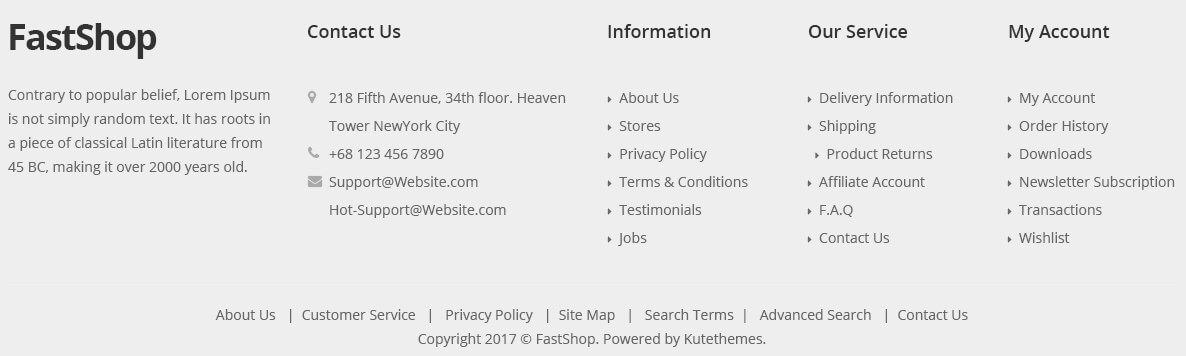 FastShop
Contrary to popular belief, Lorem Ipsum
is not simply random text. It has roots in
a piece of classical Latin literature from
45 BC, making it over 2000 years old.
Contact Us
218 Fifth Avenue, 34th floor. Heaven
Tower NewYork City
+68 123 456 7890
Support@Website.com
Hot-Support@Website.com
Information
About Us
Stores
Privacy Policy
Terms & Conditions
Testimonials
Jobs
Our Service
Delivery Information
Shipping
Product Returns
Affiliate Account
F.A.Q
Contact Us
My Account
My Account
Order History
Downloads
Newsletter Subscription
Transactions
Wishlist
About Us | Customer Service | Privacy Policy | Site Map | Search Terms | Advanced Search | Contact Us
Copyright 2017 © FastShop. Powered by Kutethemes.